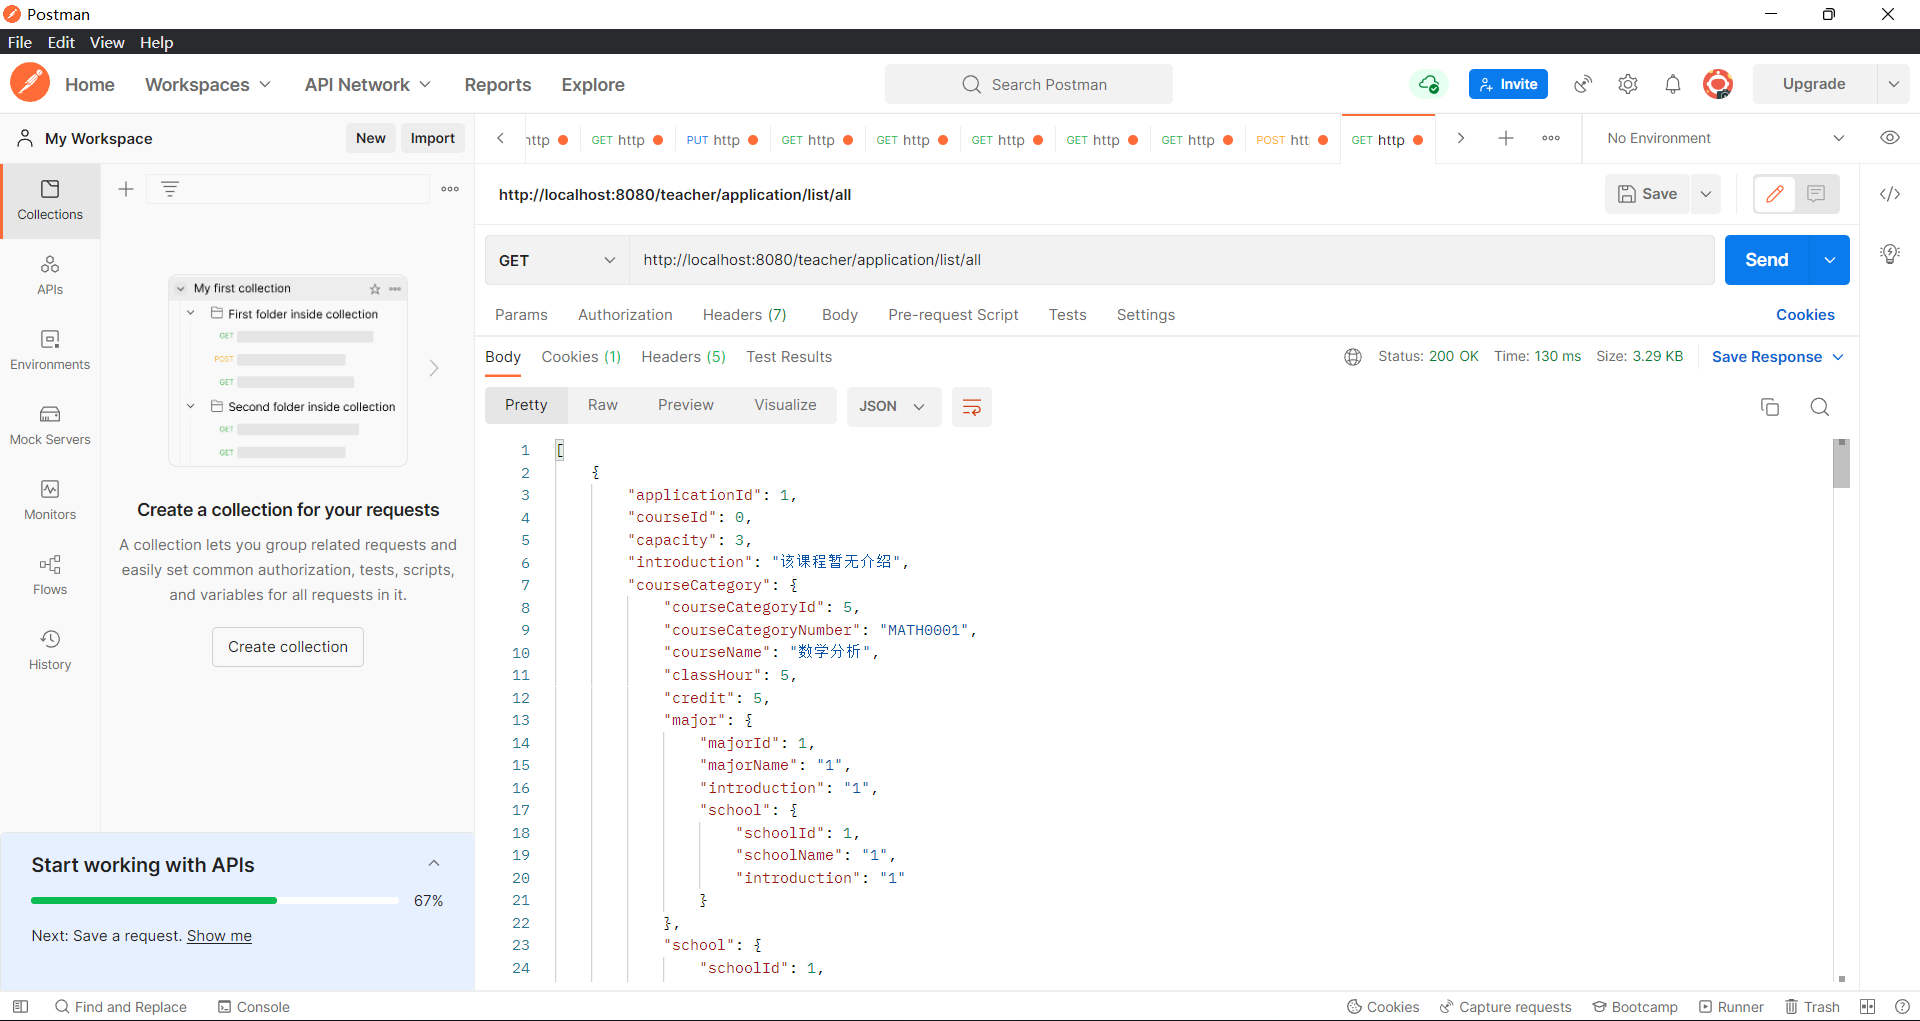 Postman
File Edit View Help
Home Workspaces API Network Reports Explore Search Postman Invite Upgrade
My Workspace New Import
http GET http PUT http GET http GET http GET http GET http GET http POST htt GET http No Environment
http://localhost:8080/teacher/application/list/all Save
GET http://localhost:8080/teacher/application/list/all Send
Params Authorization Headers (7) Body Pre-request Script Tests Settings Cookies
Body Cookies (1) Headers (5) Test Results Status: 200 OK Time: 130 ms Size: 3.29 KB Save Response
Pretty Raw Preview Visualize JSON
1 [
2 {
3 "applicationId": 1,
4 "courseId": 0,
5 "capacity": 3,
6 "introduction": "该课程暂无介绍",
7 "courseCategory": {
8 "courseCategoryId": 5,
9 "courseCategoryNumber": "MATH0001",
10 "courseName": "数学分析",
11 "classHour": 5,
12 "credit": 5,
13 "major": {
14 "majorId": 1,
15 "majorName": "1",
16 "introduction": "1",
17 "school": {
18 "schoolId": 1,
19 "schoolName": "1",
20 "introduction": "1"
21 }
22 },
23 "school": {
24 "schoolId": 1,
Collections
APIs
Environments
Mock Servers
Monitors
Flows
History
My first collection
First folder inside collection
GET
POST
GET
Second folder inside collection
GET
GET
Create a collection for your requests
A collection lets you group related requests and
easily set common authorization, tests, scripts,
and variables for all requests in it.
Create collection
Start working with APIs
67%
Next: Save a request. Show me
Find and Replace Console Cookies Capture requests Bootcamp Runner Trash